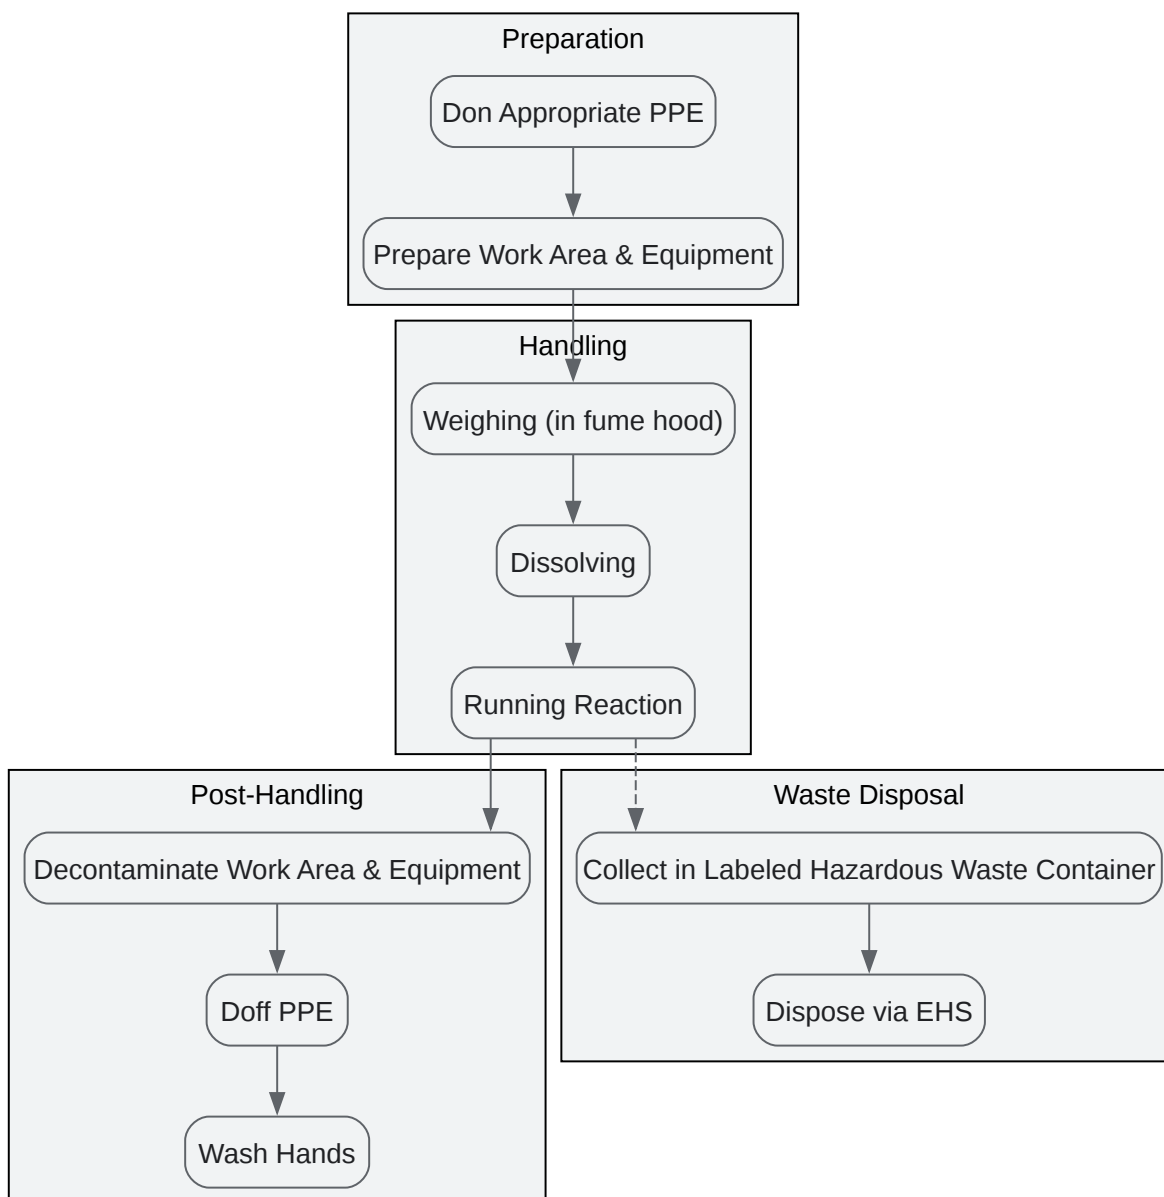 Preparation
Don Appropriate PPE
Prepare Work Area & Equipment
Handling
Weighing (in fume hood)
Dissolving
Running Reaction
Post-Handling
Decontaminate Work Area & Equipment
Doff PPE
Wash Hands
Waste Disposal
Collect in Labeled Hazardous Waste Container
Dispose via EHS